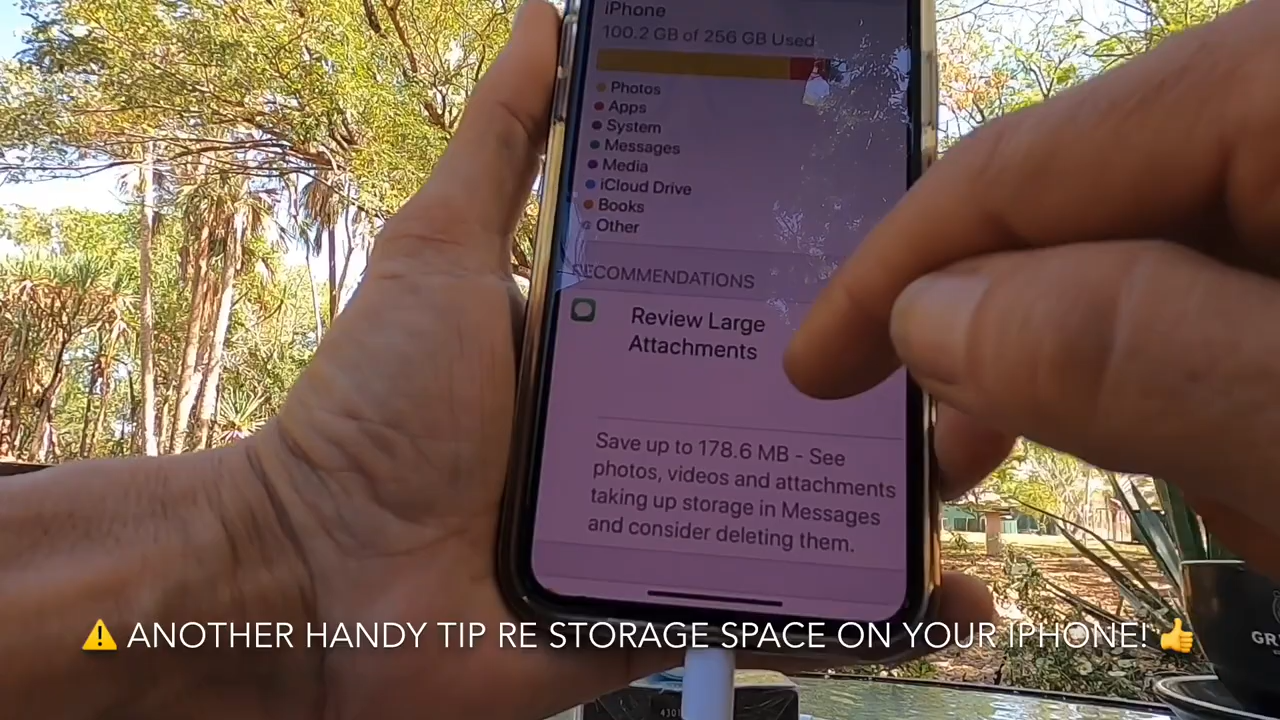 iPhone
100.2 GB of 256 GB Used
Photos
Apps
System
Messages
Media
iCloud Drive
Books
Other
RECOMMENDATIONS
Review Large
Attachments
Save up to 178.6 MB - See
photos, videos and attachments
taking up storage in Messages
and consider deleting them.
⚠️ ANOTHER HANDY TIP RE STORAGE SPACE ON YOUR IPHONE! 👍
4301